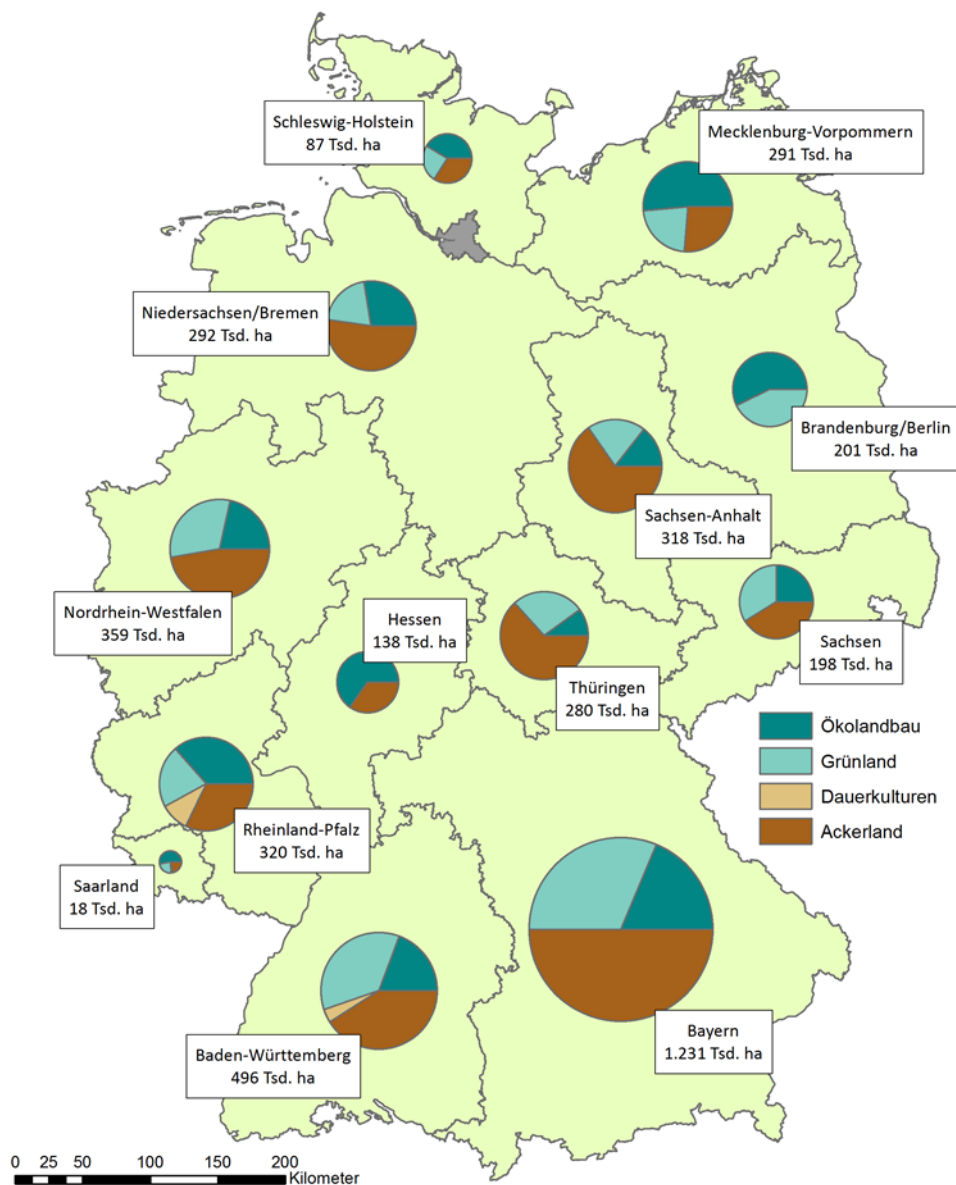 Schleswig-Holstein
87 Tsd. ha
Mecklenburg-Vorpommern
291 Tsd. ha
Niedersachsen/Bremen
292 Tsd. ha
Brandenburg/Berlin
201 Tsd. ha
Sachsen-Anhalt
318 Tsd. ha
Nordrhein-Westfalen
359 Tsd. ha
Hessen
138 Tsd. ha
Sachsen
198 Tsd. ha
Thüringen
280 Tsd. ha
Ökolandbau
Grünland
Dauerkulturen
Ackerland
Rheinland-Pfalz
320 Tsd. ha
Saarland
18 Tsd. ha
Bayern
1.231 Tsd. ha
Baden-Württemberg
496 Tsd. ha
0 25 50 100 150 200
Kilometer